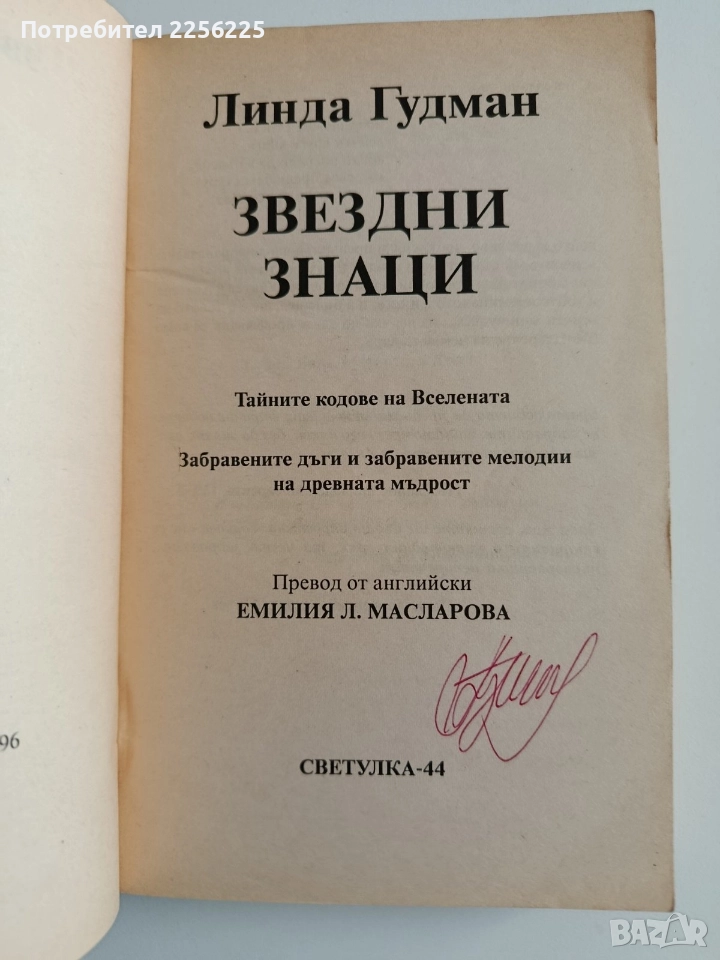 Потребител 2256225
Линда Гудман
ЗВЕЗДНИ
ЗНАЦИ
Тайните кодове на Вселената
Забравените дъги и забравените мелодии
на древната мъдрост
Превод от английски
ЕМИЛИЯ Л. МАСЛАРОВА
96
СВЕТУЛКА-44
BAZAR